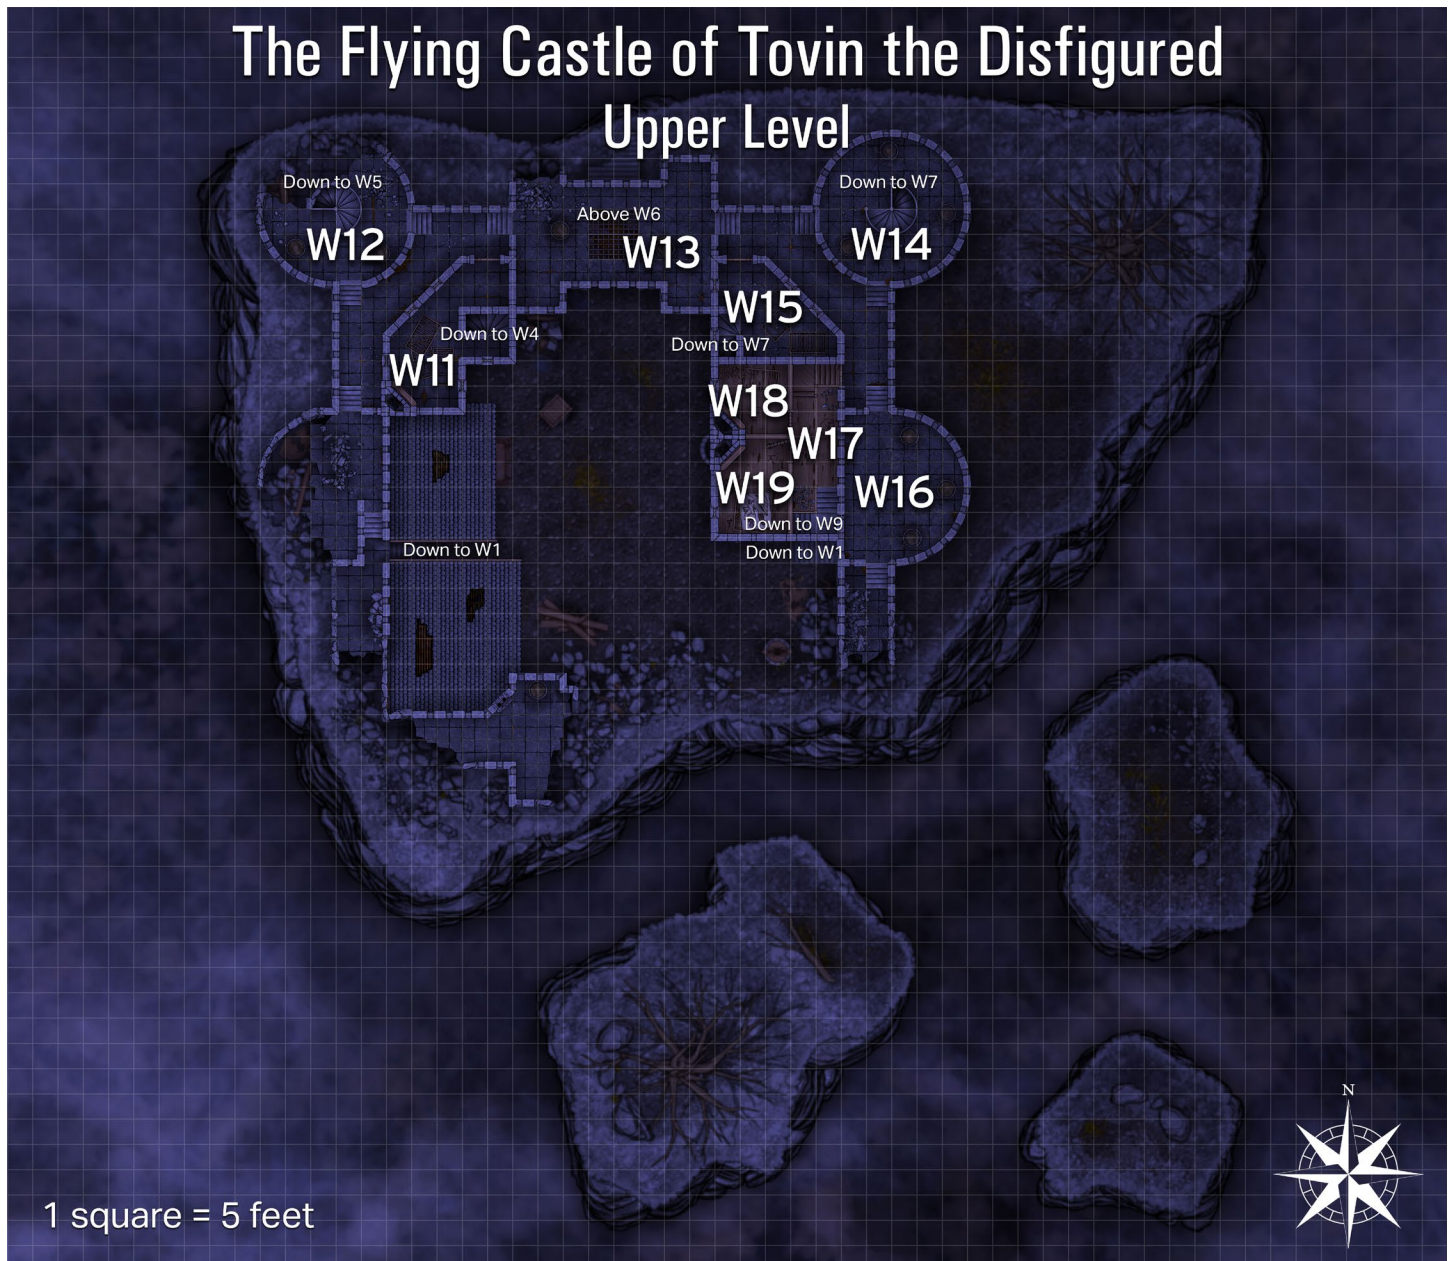 The Flying Castle of Tovin the Disfigured
Upper Level
Down to W5
W12
Above W6
W13
Down to W7
W14
W15
Down to W7
Down to W4
W11
W18
W17
W19
W16
Down to W9
Down to W1
Down to W1
N
1 square = 5 feet